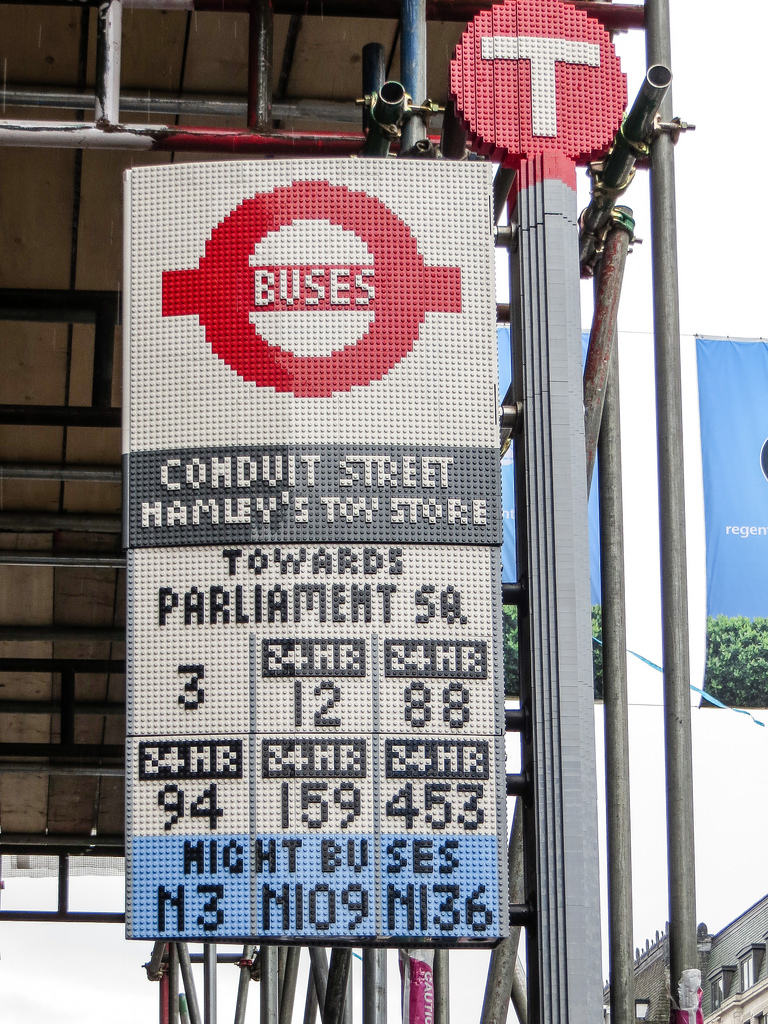 T
BUSES
CONDUIT STREET
HAMLEY'S TOY STORE
TOWARDS
PARLIAMENT SQ.
24HR 24HR
3 12 88
24HR 24HR 24HR
94 159 453
NIGHT BUSES
N3 N109 N136
regent
CAUTIO